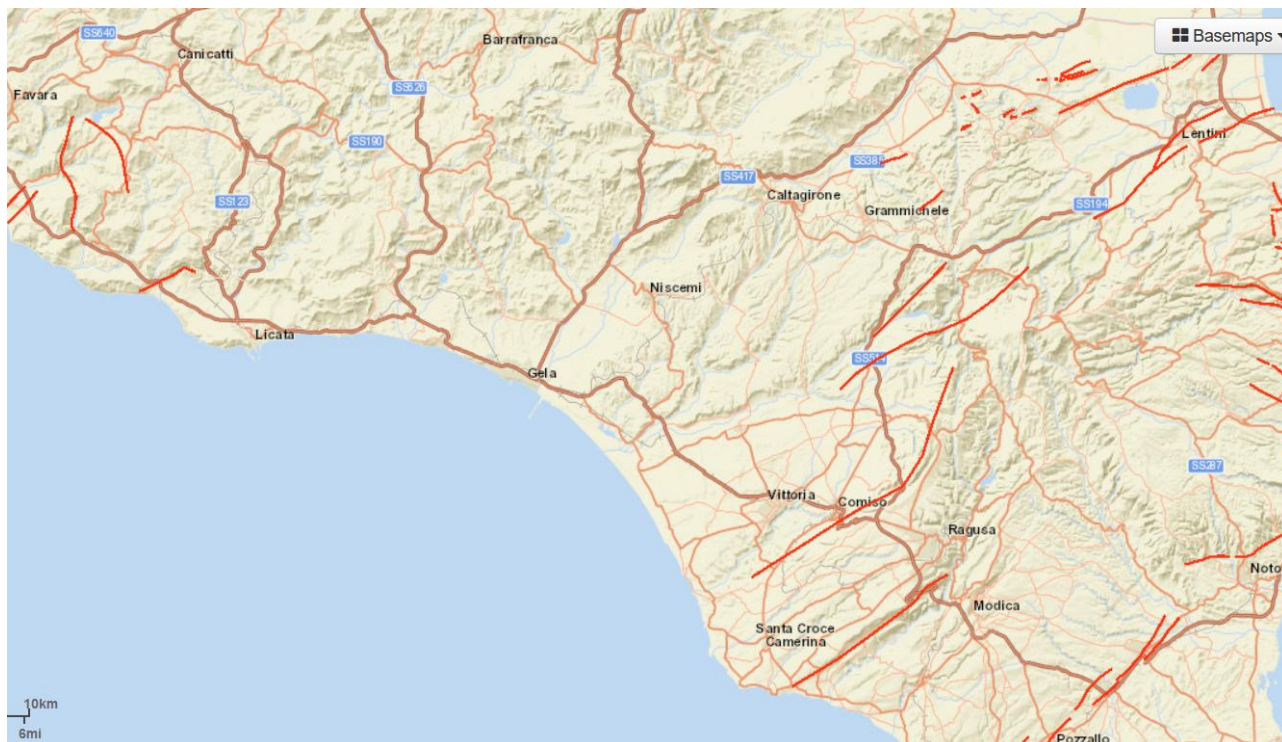 SS640
Canicatti
Barrafranca
Basemaps
Favara
SS626
SS190
Lentini
SS417
Caltagirone
SS123
Grammichele
SS194
Niscemi
Licata
Gela
SS514
SS287
Vittoria
Comiso
Ragusa
Noto
Modica
Santa Croce
Camerina
10km
6mi
Pozzallo